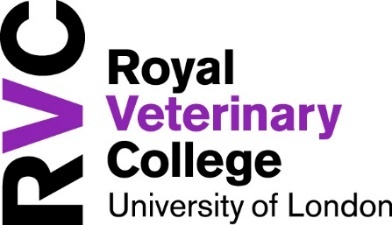 RVC
Royal
Veterinary
College
University of London